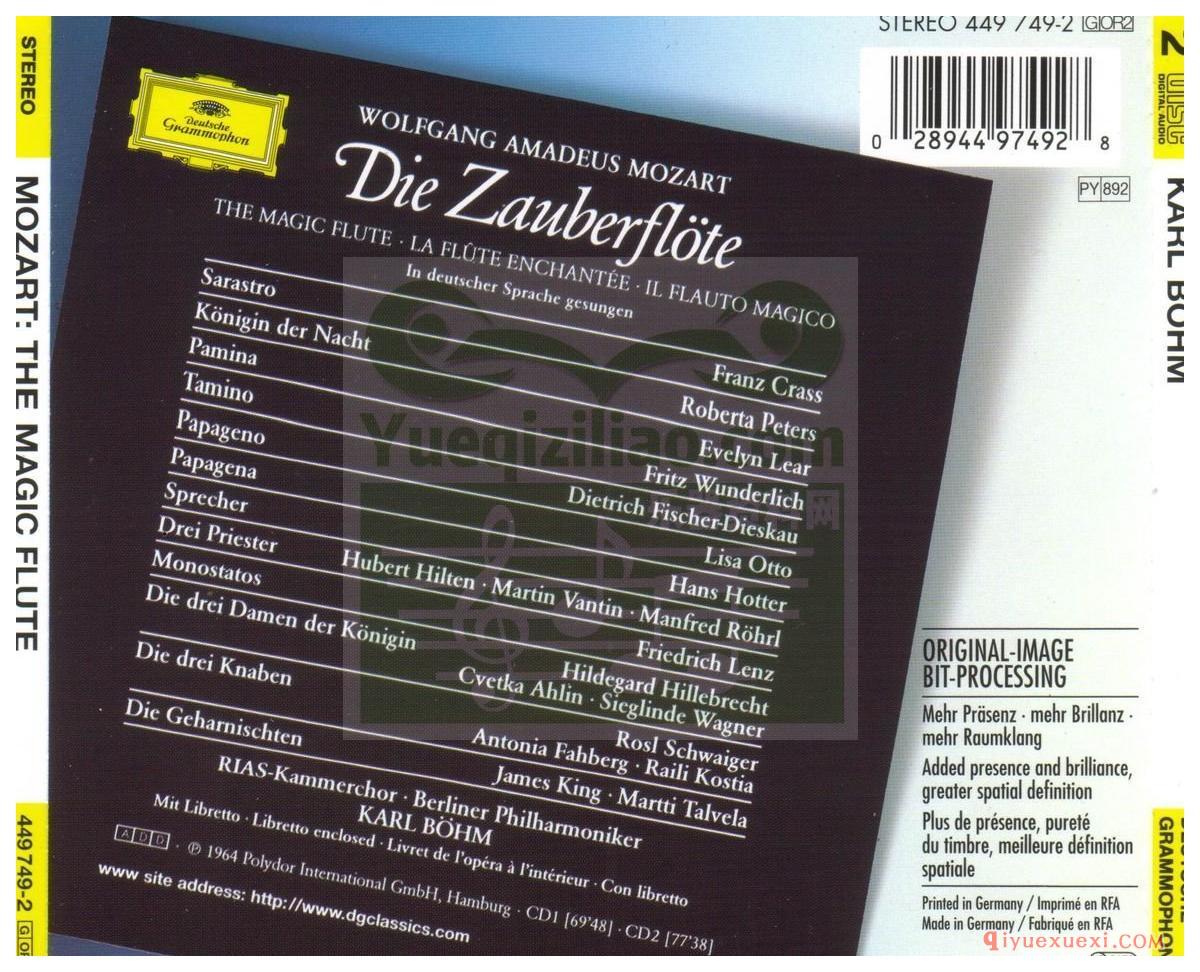 STEREO 449 749-2 GOR2
0 28944 97492 8
PY 892
Deutsche
Grammophon
WOLFGANG AMADEUS MOZART
Die Zauberflöte
THE MAGIC FLUTE · LA FLÛTE ENCHANTÉE · IL FLAUTO MAGICO
In deutscher Sprache gesungen
Sarastro Franz Crass
Königin der Nacht Roberta Peters
Pamina Evelyn Lear
Tamino Fritz Wunderlich
Papageno Dietrich Fischer-Dieskau
Papagena Lisa Otto
Sprecher Hans Hotter
Drei Priester Hubert Hilten · Martin Vantin · Manfred Röhrl
Monostatos Friedrich Lenz
Die drei Damen der Königin Hildegard Hillebrecht
Cvetka Ahlin · Sieglinde Wagner
Die drei Knaben Rosl Schwaiger
Antonia Fahberg · Raili Kostia
Die Geharnischten James King · Martti Talvela
RIAS-Kammerchor · Berliner Philharmoniker
KARL BÖHM
Mit Libretto · Libretto enclosed · Livret de l'opéra à l'intérieur · Con libretto
ADD · ℗ 1964 Polydor International GmbH, Hamburg · CD1 [69'48] · CD2 [77'38]
www site address: http://www.dgclassics.com
ORIGINAL-IMAGE
BIT-PROCESSING
Mehr Präsenz · mehr Brillanz ·
mehr Raumklang
Added presence and brilliance,
greater spatial definition
Plus de présence, pureté
du timbre, meilleure définition
spatiale
Printed in Germany / Imprimé en RFA
Made in Germany / Fabriqué en RFA
STEREO
MOZART: THE MAGIC FLUTE
449 749-2
2
DISC
DIGITAL AUDIO
KARL BÖHM
DEUTSCHE
GRAMMOPHON
Yueqiziliao.com
qiyuexuexi.COM